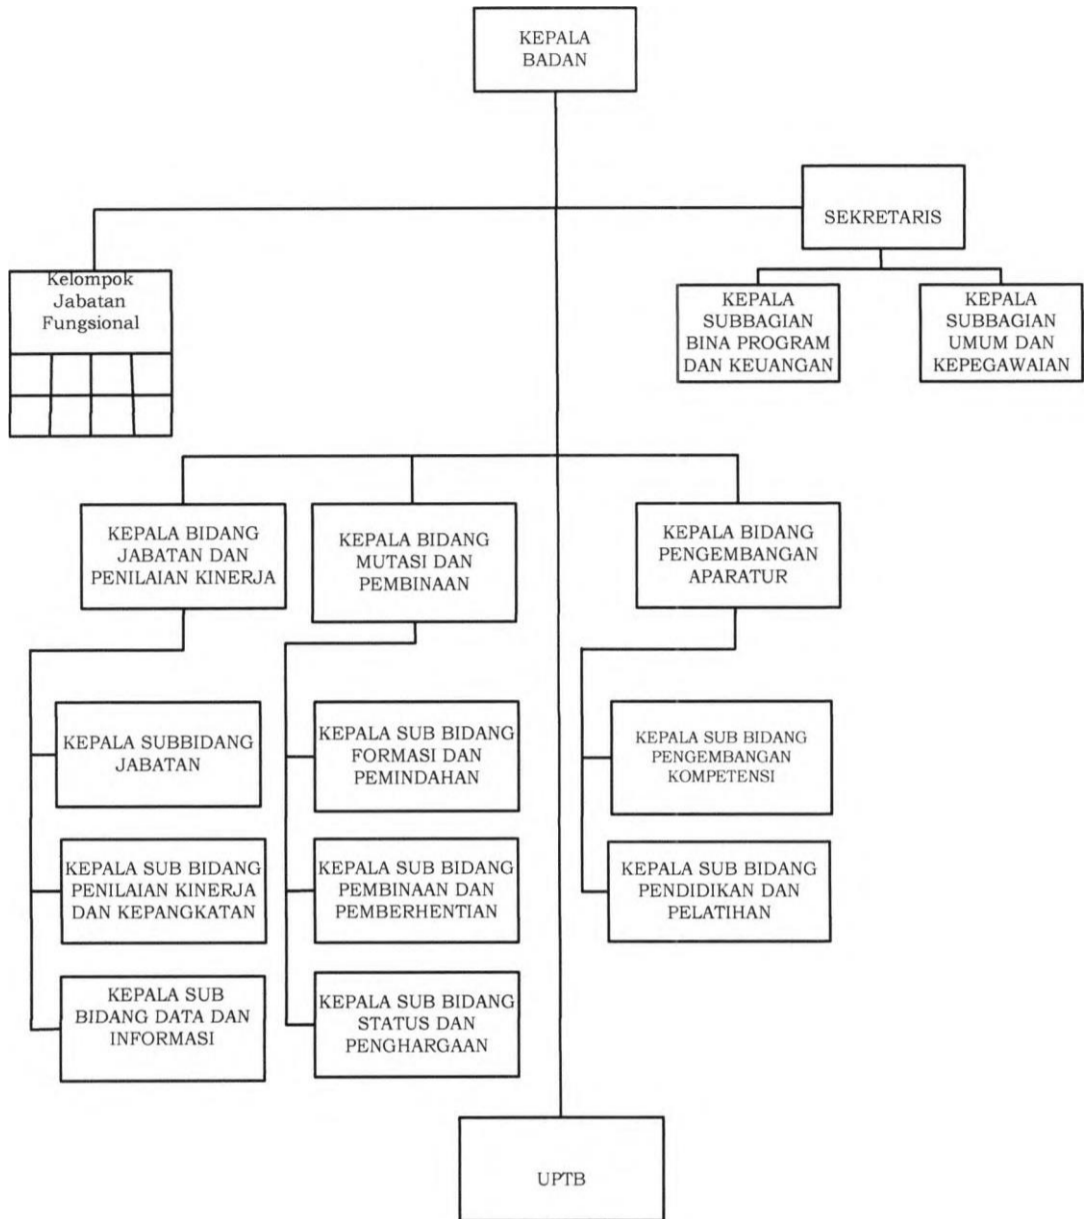 KEPALA
BADAN
SEKRETARIS
Kelompok
Jabatan
Fungsional
KEPALA
SUBBAGIAN
BINA PROGRAM
DAN KEUANGAN
KEPALA
SUBBAGIAN
UMUM DAN
KEPEGAWAIAN
KEPALA BIDANG
JABATAN DAN
PENILAIAN KINERJA
KEPALA BIDANG
MUTASI DAN
PEMBINAAN
KEPALA BIDANG
PENGEMBANGAN
APARATUR
KEPALA SUBBIDANG
JABATAN
KEPALA SUB BIDANG
FORMASI DAN
PEMINDAHAN
KEPALA SUB BIDANG
PENGEMBANGAN
KOMPETENSI
KEPALA SUB BIDANG
PENILAIAN KINERJA
DAN KEPANGKATAN
KEPALA SUB BIDANG
PEMBINAAN DAN
PEMBERHENTIAN
KEPALA SUB BIDANG
PENDIDIKAN DAN
PELATIHAN
KEPALA SUB
BIDANG DATA DAN
INFORMASI
KEPALA SUB BIDANG
STATUS DAN
PENGHARGAAN
UPTB